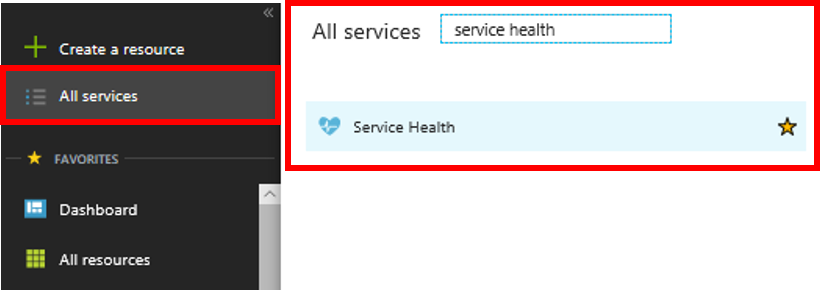 Create a resource
All services
FAVORITES
Dashboard
All resources
All services
service health
Service Health